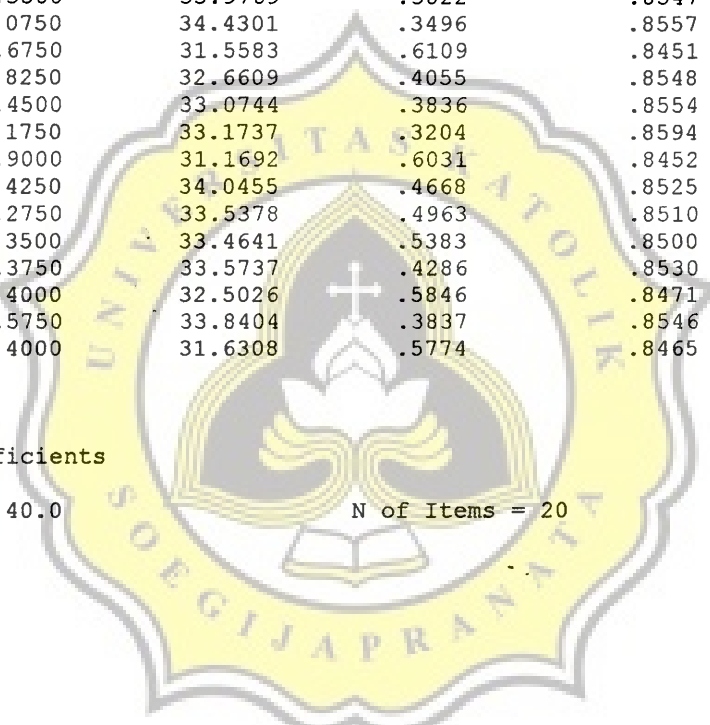 0750 34.4301 .3496 .8557
6750 31.5583 .6109 .8451
8250 32.6609 .4055 .8548
4500 33.0744 .3836 .8554
1750 33.1737 .3204 .8594
9000 31.1692 .6031 .8452
4250 34.0455 .4668 .8525
2750 33.5378 .4963 .8510
3500 33.4641 .5383 .8500
3750 33.5737 .4286 .8530
4000 32.5026 .5846 .8471
5750 33.8404 .3837 .8546
4000 31.6308 .5774 .8465
ficients
40.0 N of Items = 20
UNIVERSITAS KATOLIK
SOEGIJAPRANATA